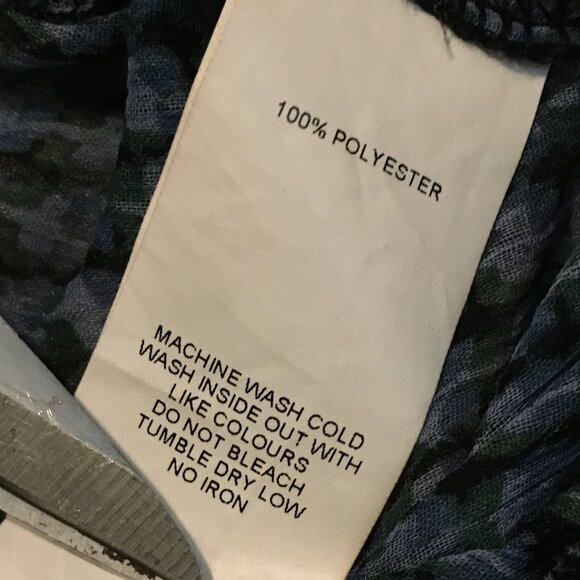 100% POLYESTER
MACHINE WASH COLD
WASH INSIDE OUT WITH
LIKE COLOURS
DO NOT BLEACH
TUMBLE DRY LOW
NO IRON